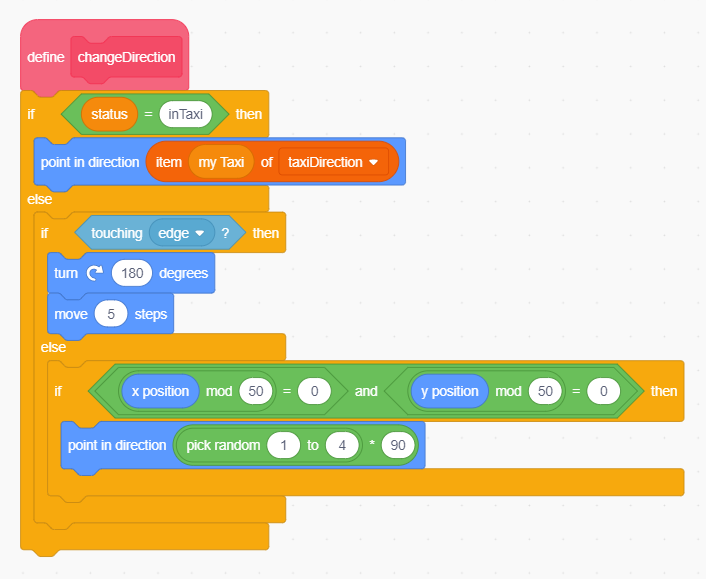 define changeDirection
if status = inTaxi then
point in direction item my Taxi of taxiDirection
else
if touching edge ? then
turn 180 degrees
move 5 steps
else
if x position mod 50 = 0 and y position mod 50 = 0 then
point in direction pick random 1 to 4 * 90